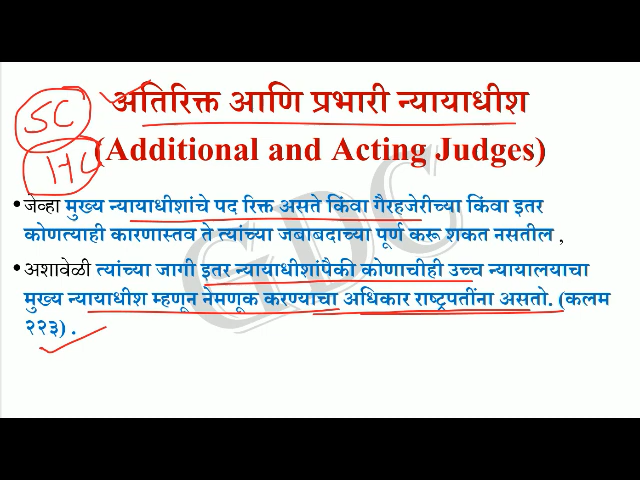 SC
HC
अतिरिक्त आणि प्रभारी न्यायाधीश
(Additional and Acting Judges)
•जेव्हा मुख्य न्यायाधीशांचे पद रिक्त असते किंवा गैरहजेरीच्या किंवा इतर
कोणत्याही कारणास्तव ते त्यांच्या जबाबदाऱ्या पूर्ण करू शकत नसतील ,
•अशावेळी त्यांच्या जागी इतर न्यायाधीशांपैकी कोणाचीही उच्च न्यायालयाचा
मुख्य न्यायाधीश म्हणून नेमणूक करण्याचा अधिकार राष्ट्रपतींना असतो. (कलम
२२३) .
GDC